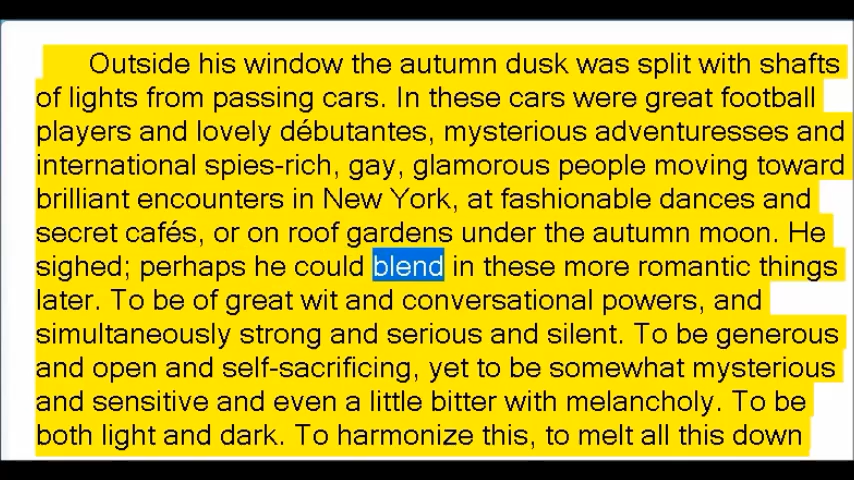 Outside his window the autumn dusk was split with shafts
of lights from passing cars. In these cars were great football
players and lovely débutantes, mysterious adventuresses and
international spies-rich, gay, glamorous people moving toward
brilliant encounters in New York, at fashionable dances and
secret cafés, or on roof gardens under the autumn moon. He
sighed; perhaps he could blend in these more romantic things
later. To be of great wit and conversational powers, and
simultaneously strong and serious and silent. To be generous
and open and self-sacrificing, yet to be somewhat mysterious
and sensitive and even a little bitter with melancholy. To be
both light and dark. To harmonize this, to melt all this down